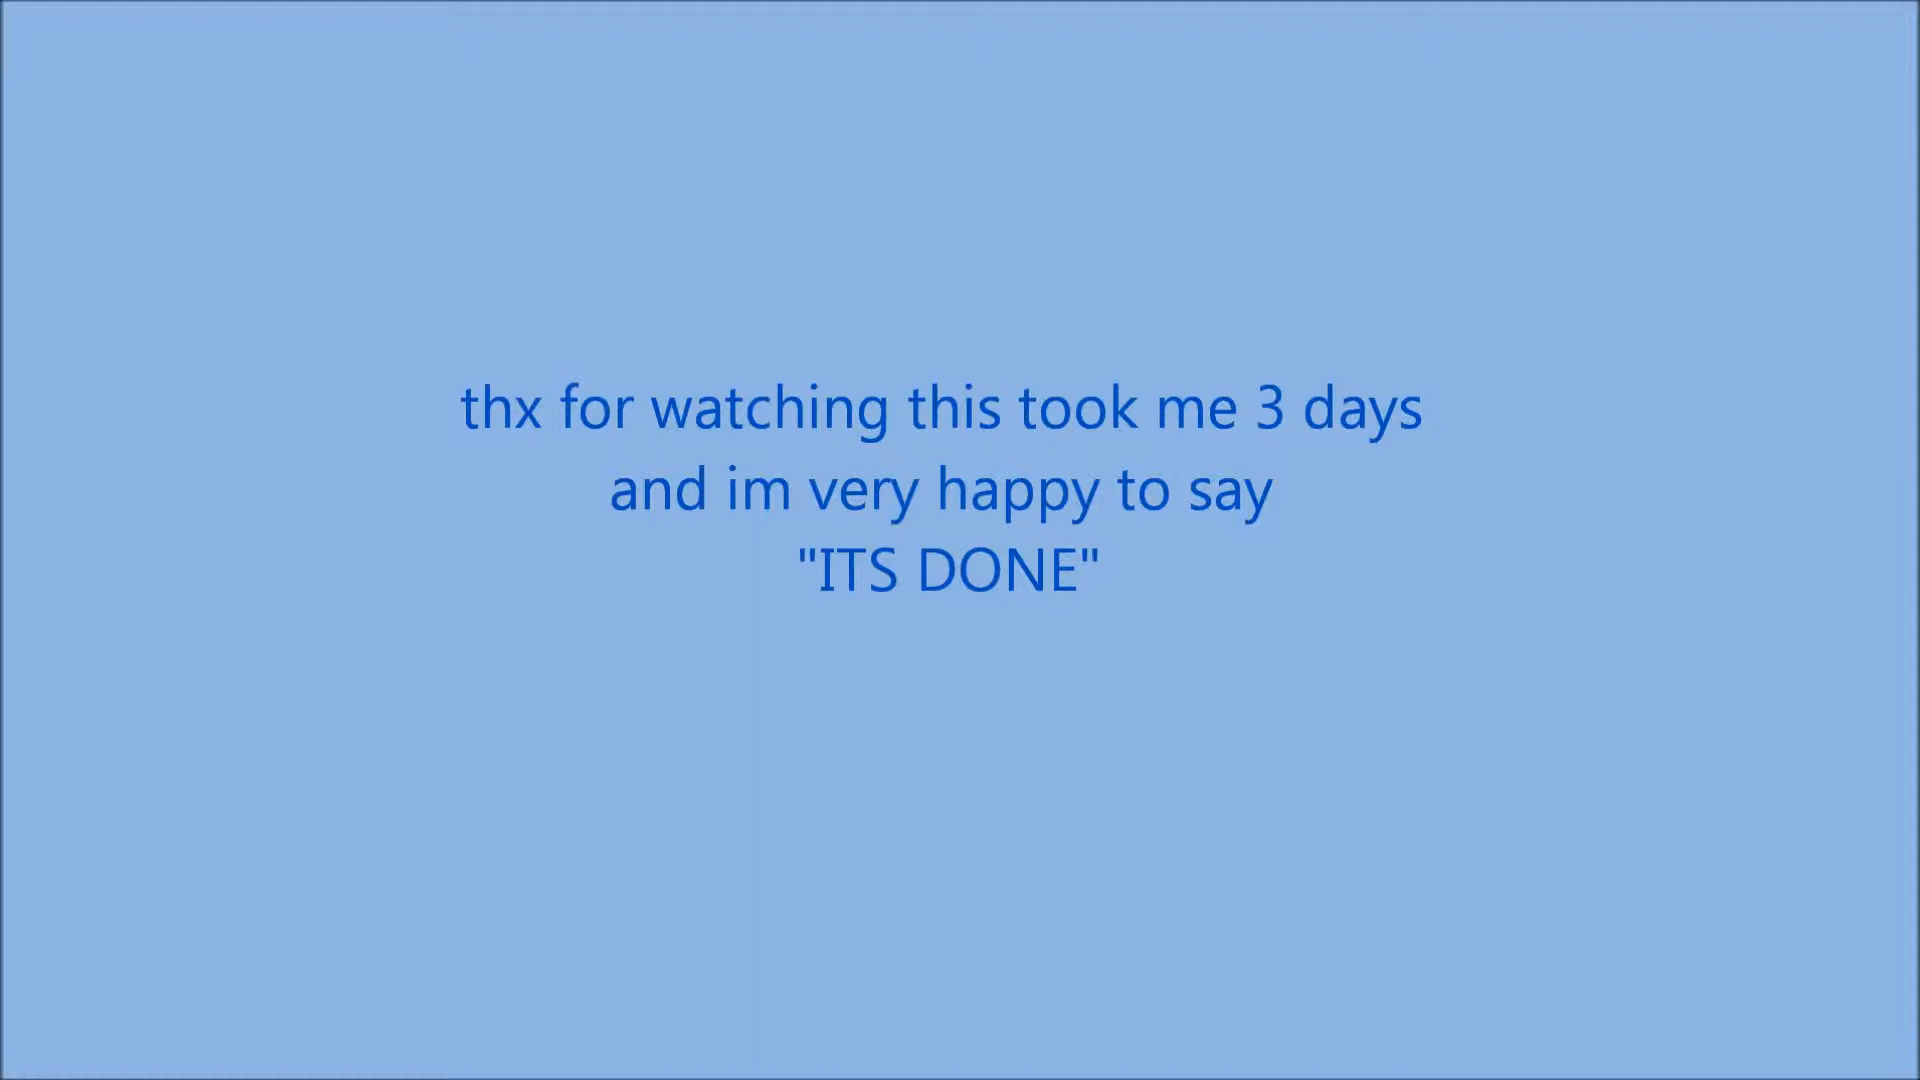 thx for watching this took me 3 days
and im very happy to say
"ITS DONE"